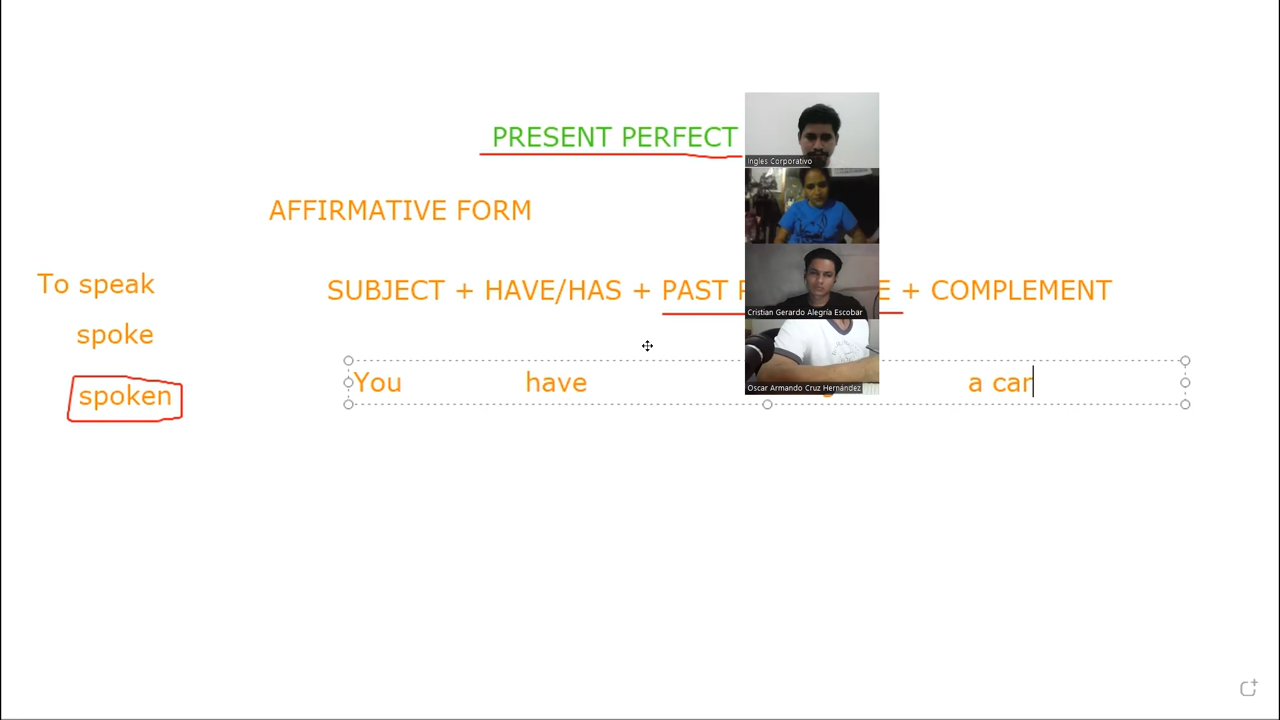 PRESENT PERFECT
Ingles Corporativo
AFFIRMATIVE FORM
To speak
SUBJECT + HAVE/HAS + PAST + COMPLEMENT
Cristian Gerardo Alegría Escobar
spoke
You have a car
Oscar Armando Cruz Hernández
spoken